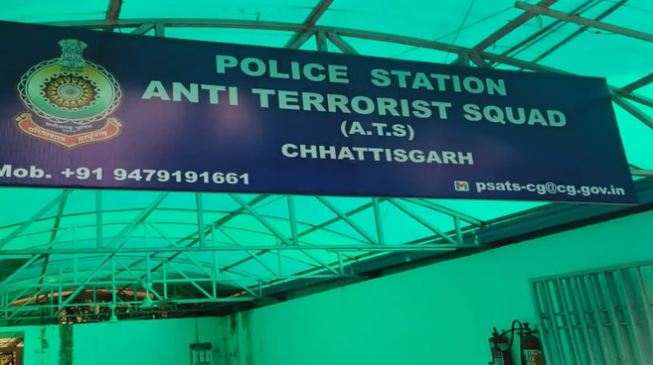 POLICE STATION
ANTI TERRORIST SQUAD
(A.T.S)
CHHATTISGARH
Mob. +91 9479191661
psats-cg@cg.gov.in